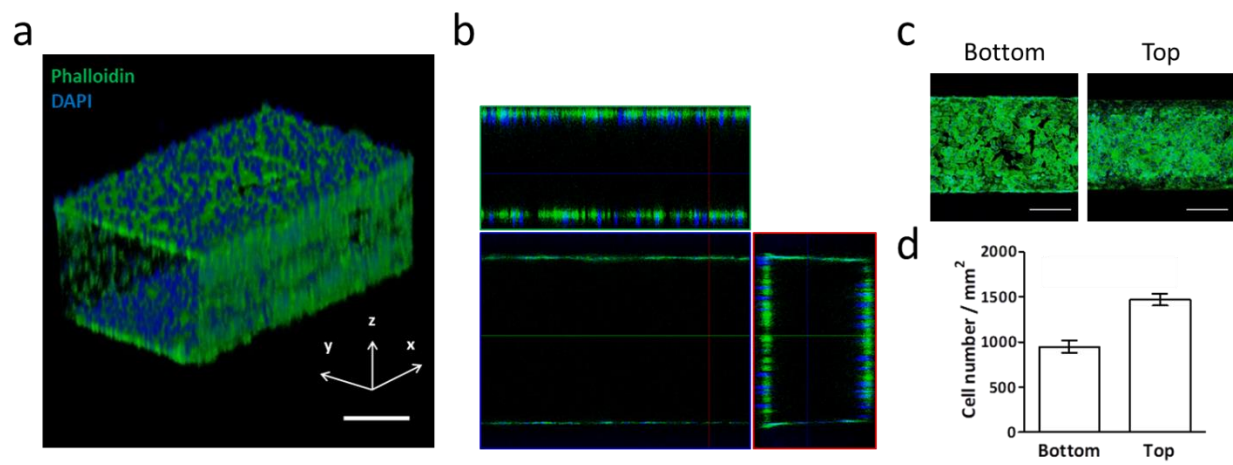 a
Phalloidin
DAPI
z
y
x
b
c
Bottom
Top
d
Cell number / mm²
2000
1500
1000
500
0
Bottom
Top